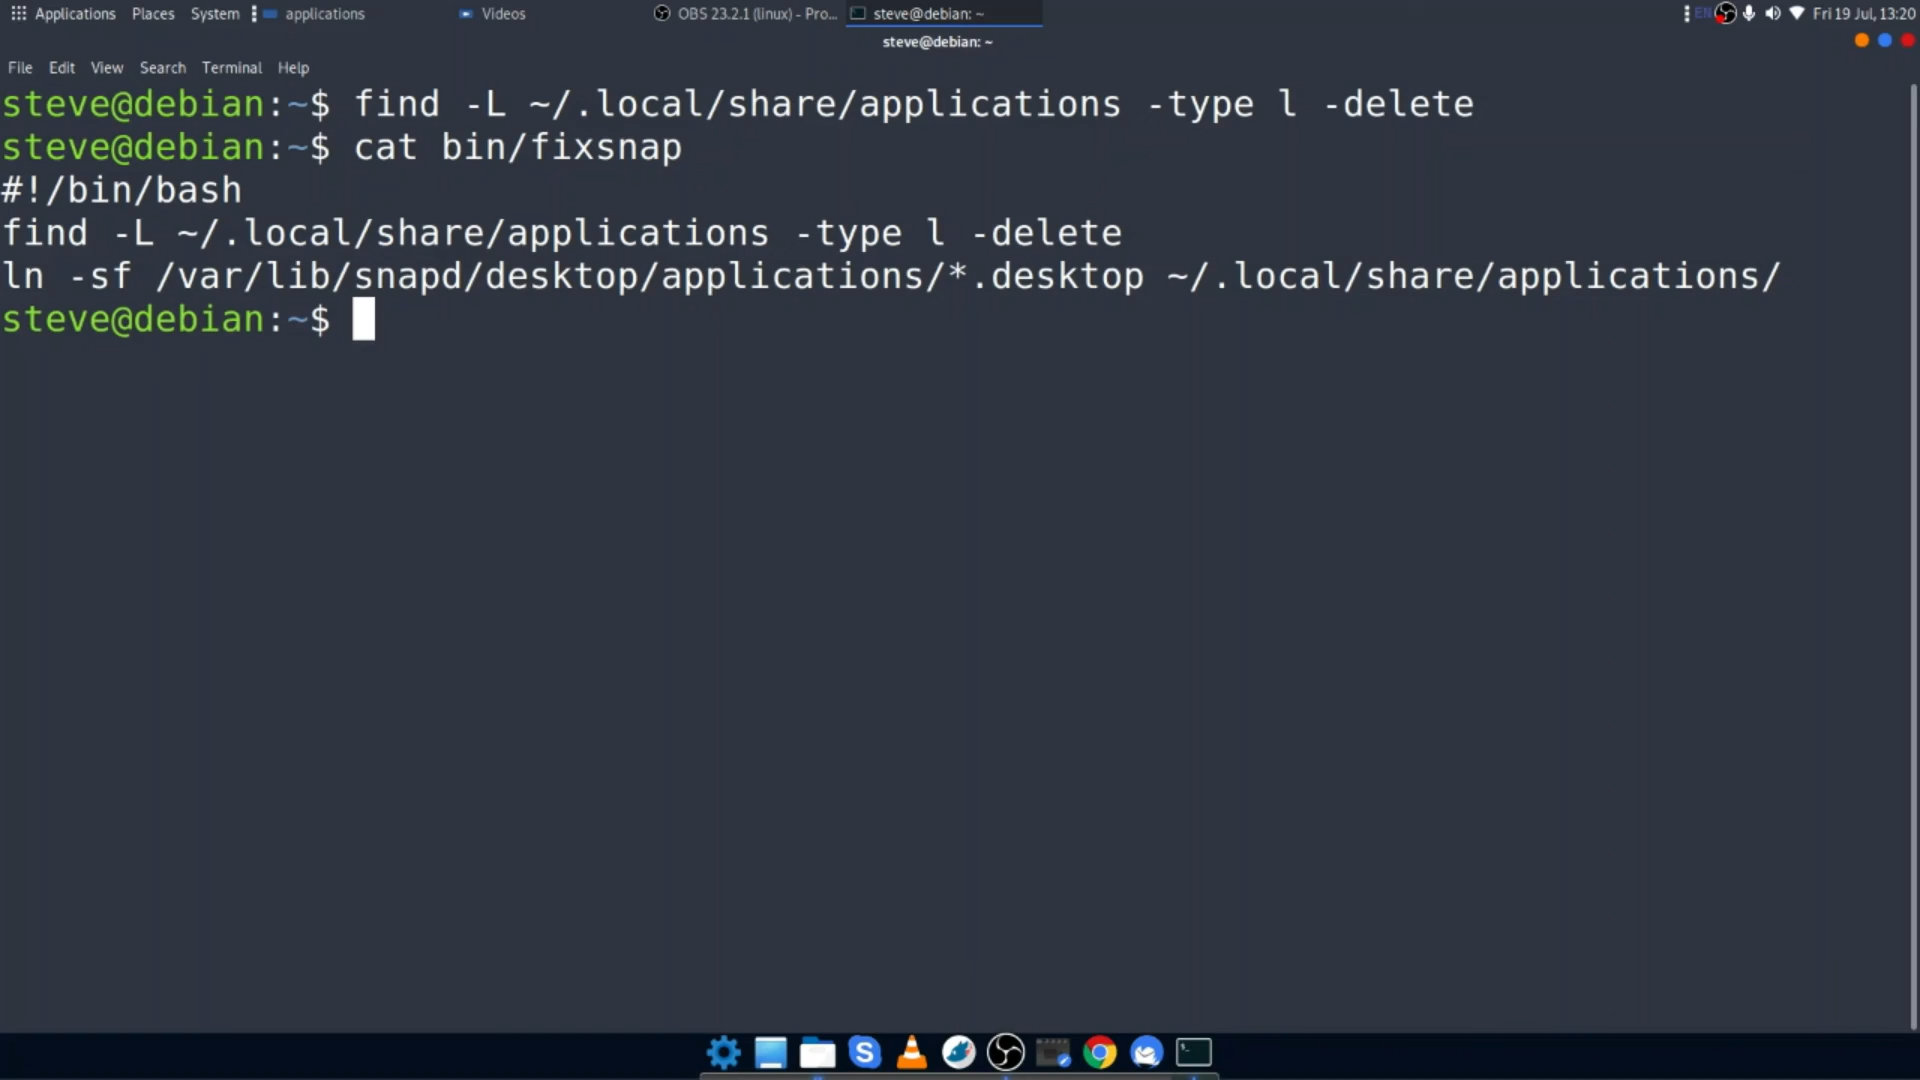 Applications Places System applications Videos OBS 23.2.1 (linux) - Pro... steve@debian: ~ EN Fri 19 Jul, 13:20
steve@debian: ~
File Edit View Search Terminal Help
steve@debian:~$ find -L ~/.local/share/applications -type l -delete
steve@debian:~$ cat bin/fixsnap
#!/bin/bash
find -L ~/.local/share/applications -type l -delete
ln -sf /var/lib/snapd/desktop/applications/*.desktop ~/.local/share/applications/
steve@debian:~$